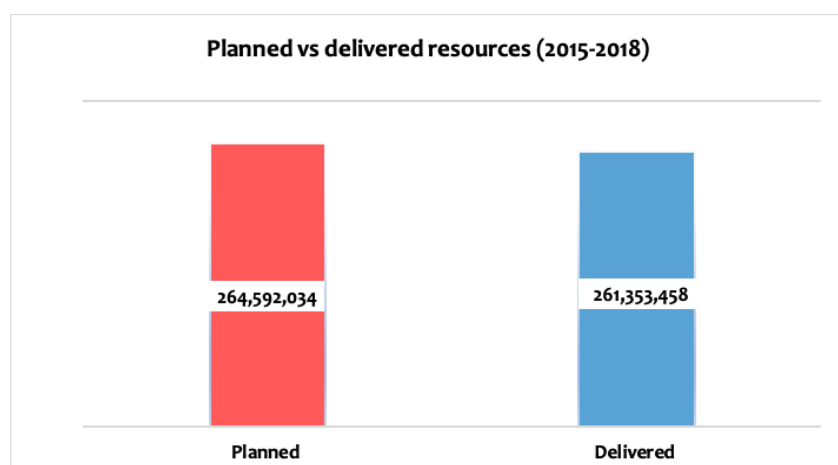 Planned vs delivered resources (2015-2018)
264,592,034
261,353,458
Planned
Delivered